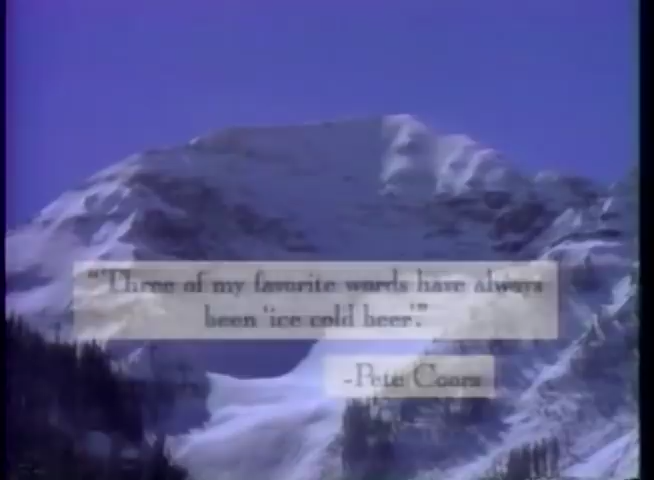 “Three of my favorite words have always
been ‘ice cold beer’.”
-Pete Coors